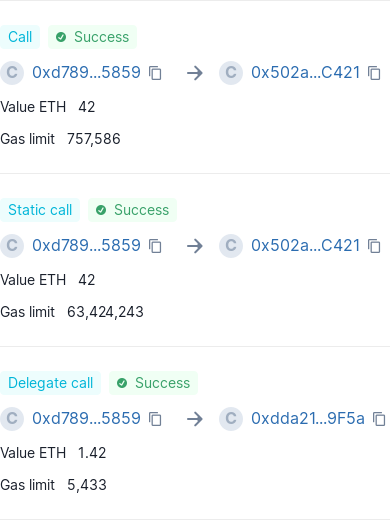 Call Success
C 0xd789...5859 → C 0x502a...C421
Value ETH 42
Gas limit 757,586
Static call Success
C 0xd789...5859 → C 0x502a...C421
Value ETH 42
Gas limit 63,424,243
Delegate call Success
C 0xd789...5859 → C 0xdda21...9F5a
Value ETH 1.42
Gas limit 5,433